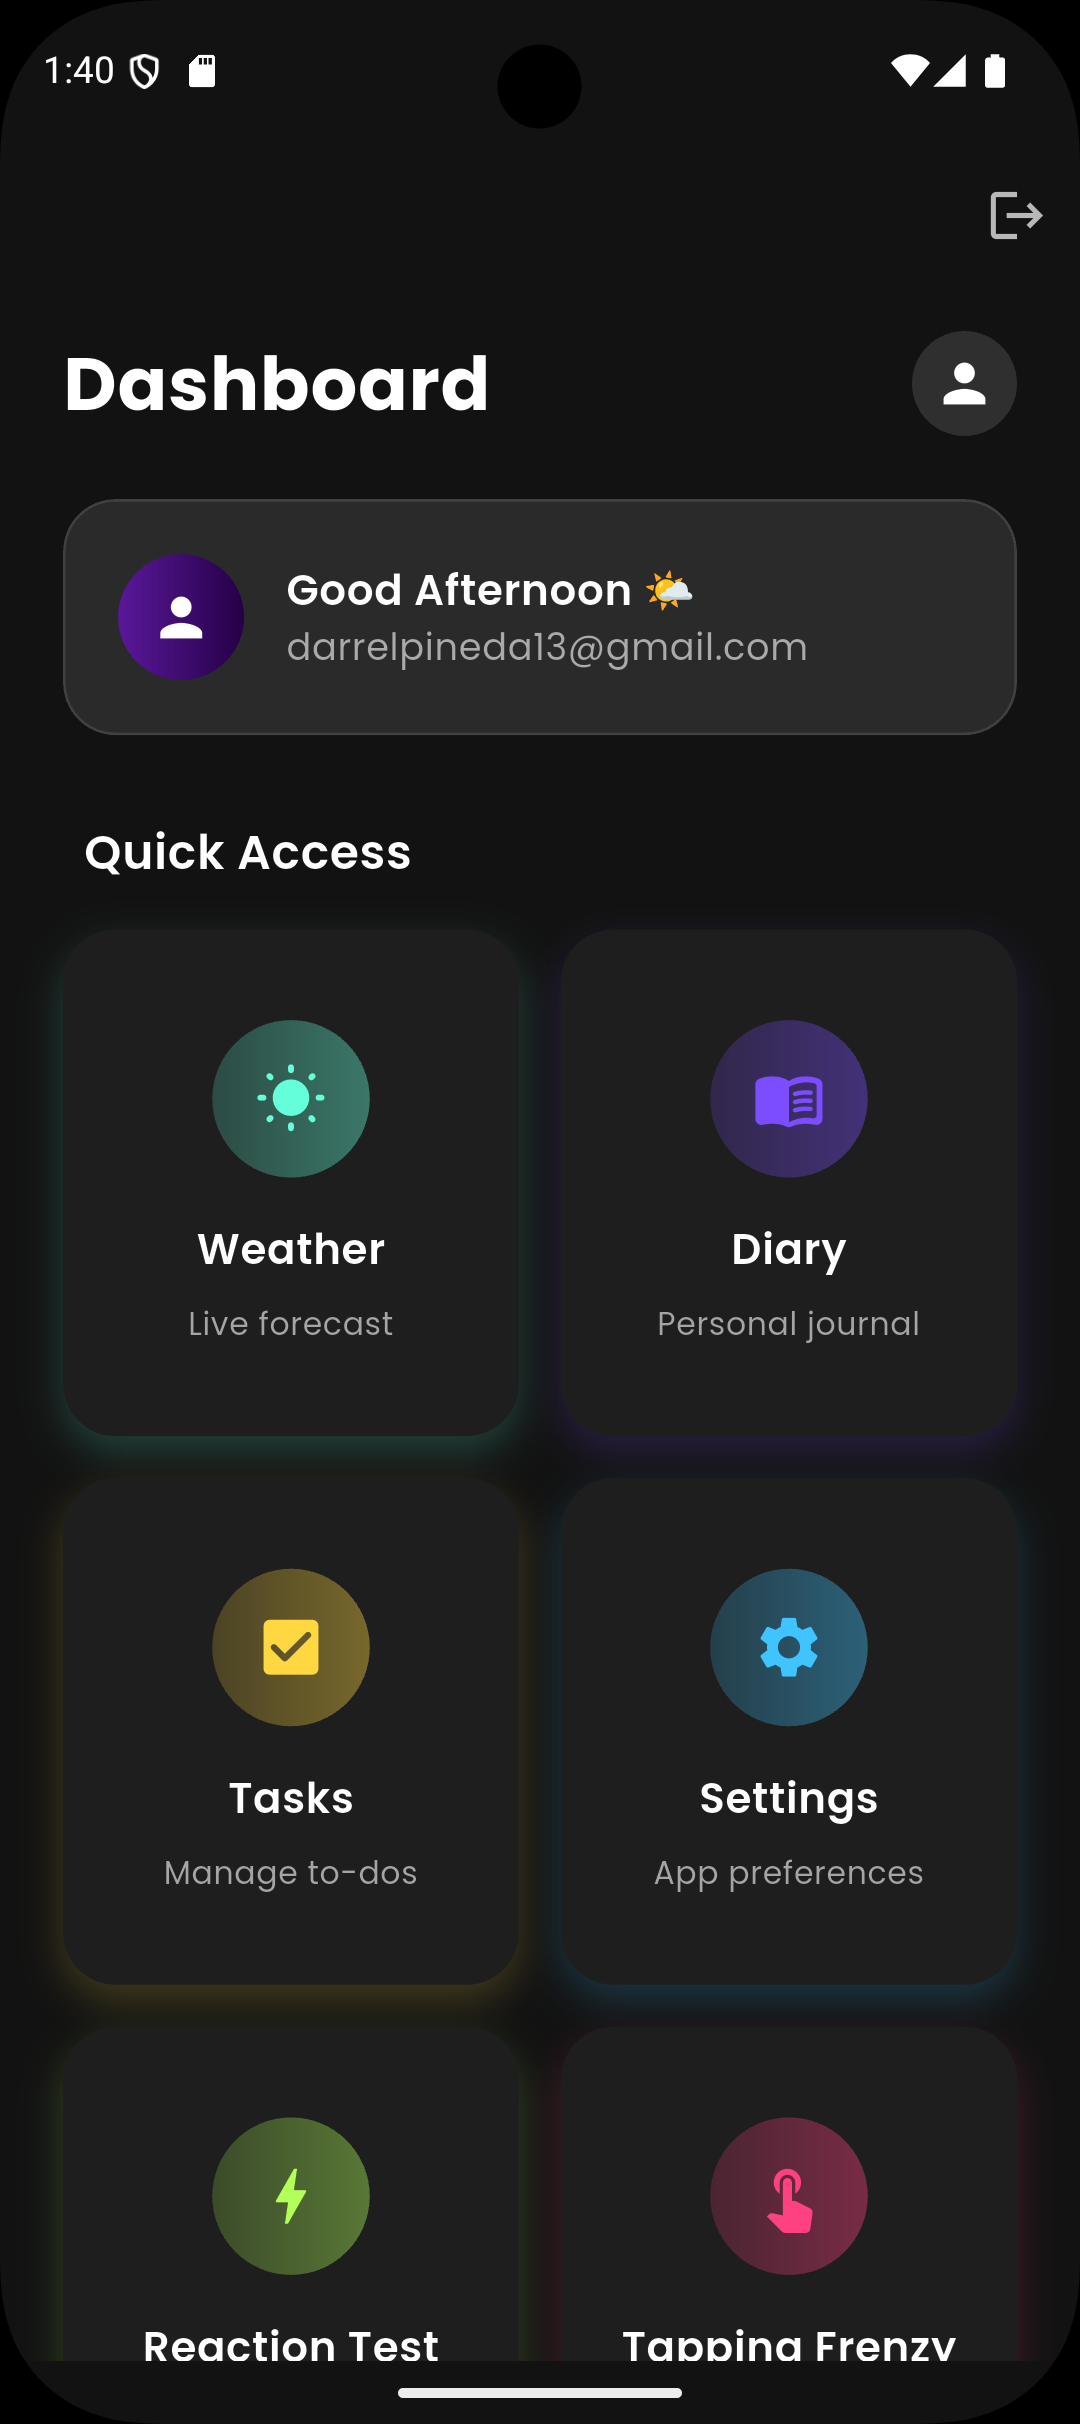 1:40
Dashboard
Good Afternoon 🌤️
darrelpineda13@gmail.com
Quick Access
Weather
Diary
Live forecast
Personal journal
Tasks
Settings
Manage to-dos
App preferences
Reaction Test
Tapping Frenzy